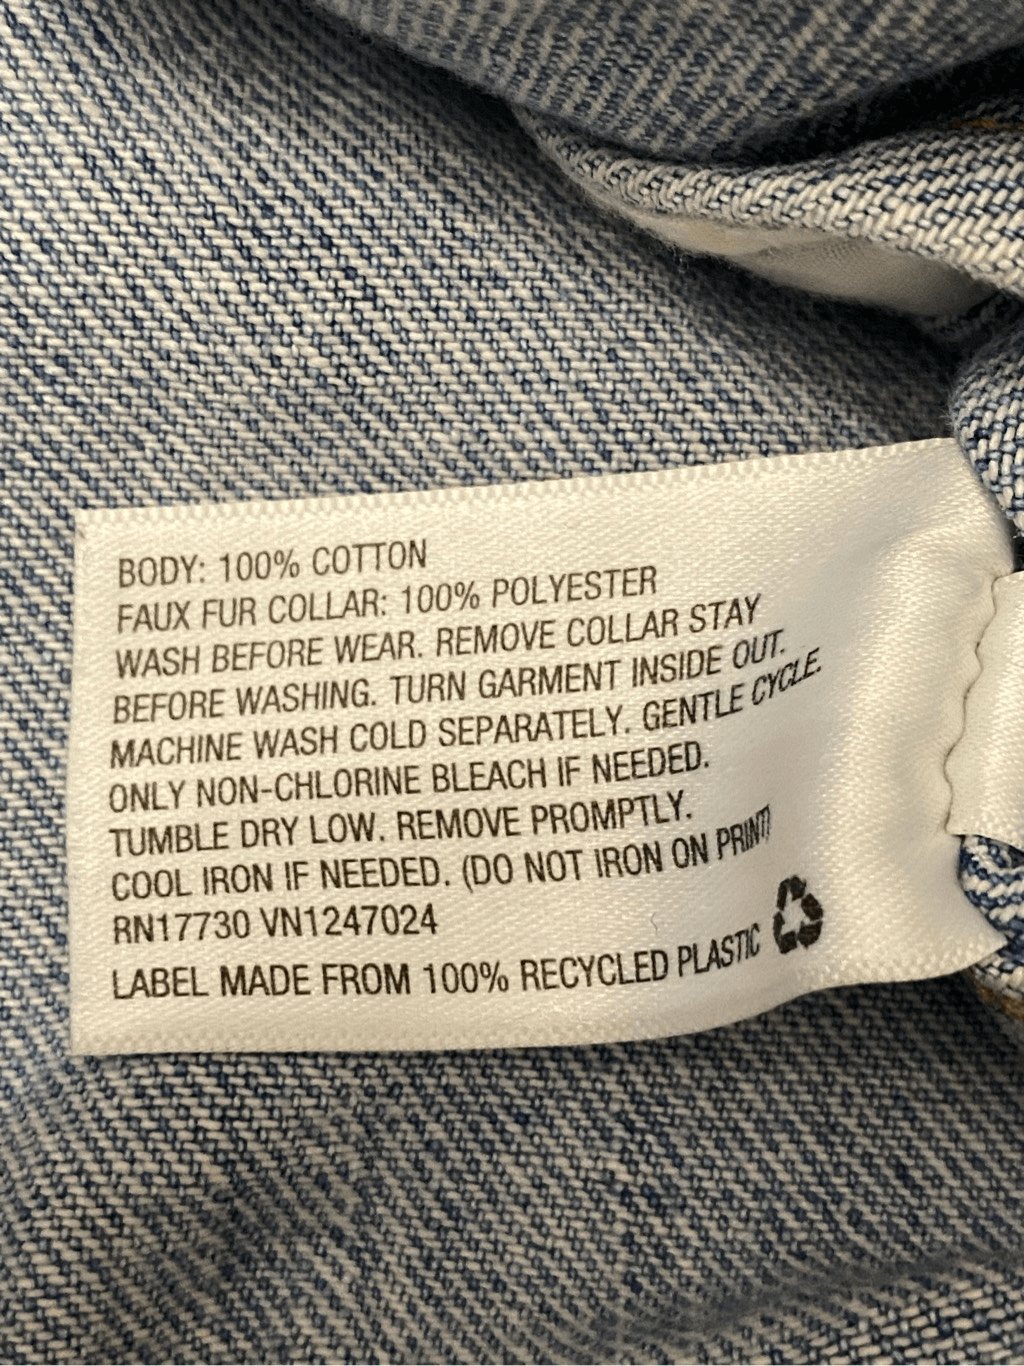 BODY: 100% COTTON
FAUX FUR COLLAR: 100% POLYESTER
WASH BEFORE WEAR. REMOVE COLLAR STAY
BEFORE WASHING. TURN GARMENT INSIDE OUT.
MACHINE WASH COLD SEPARATELY. GENTLE CYCLE.
ONLY NON-CHLORINE BLEACH IF NEEDED.
TUMBLE DRY LOW. REMOVE PROMPTLY.
COOL IRON IF NEEDED. (DO NOT IRON ON PRINT)
RN17730 VN1247024
LABEL MADE FROM 100% RECYCLED PLASTIC